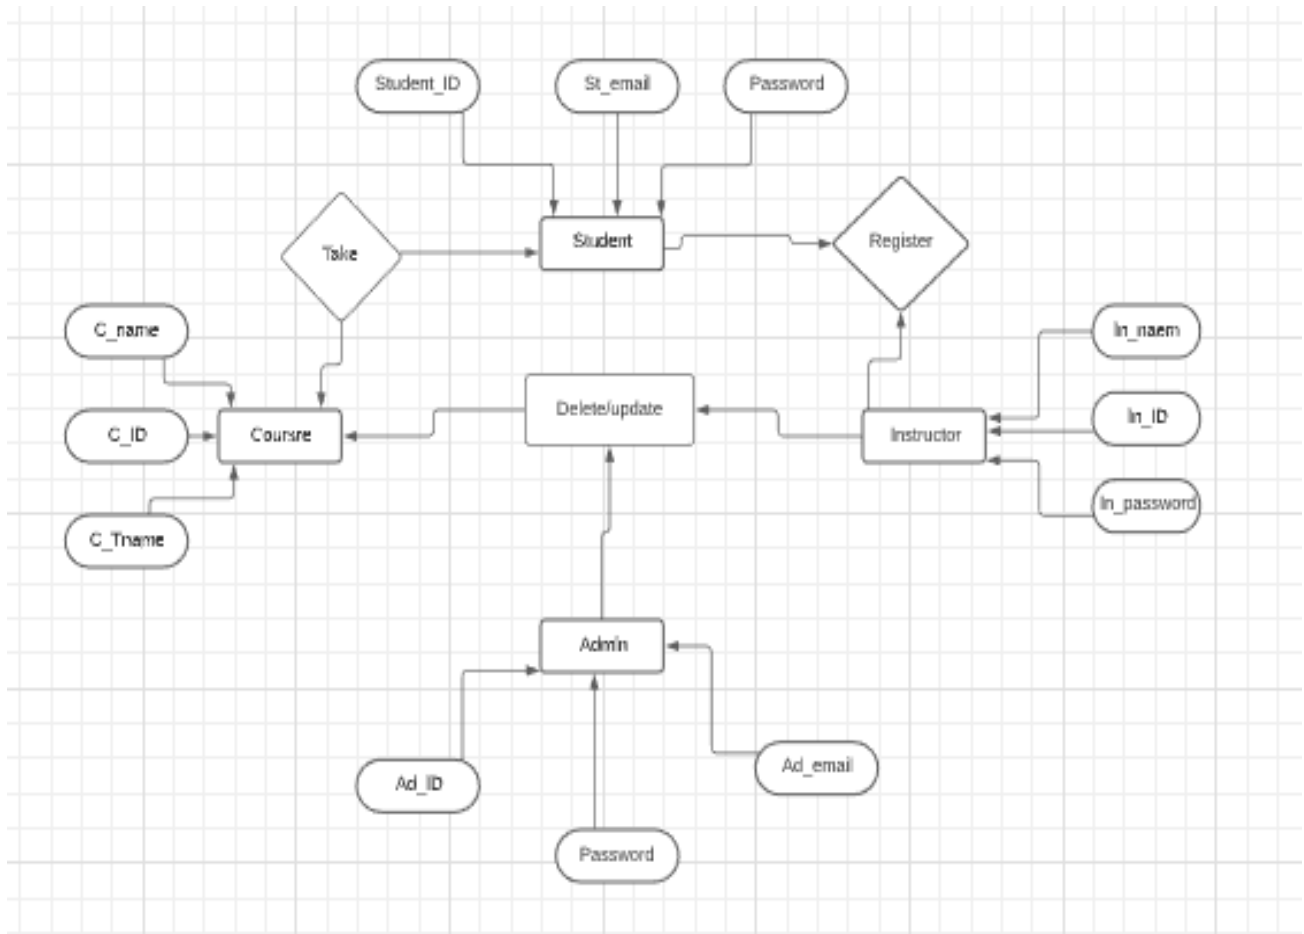 Student_ID
St_email
Password
Take
Student
Register
C_name
In_naem
C_ID
Coursre
Delete/update
Instructor
In_ID
C_Tname
In_password
Admin
Ad_ID
Ad_email
Password